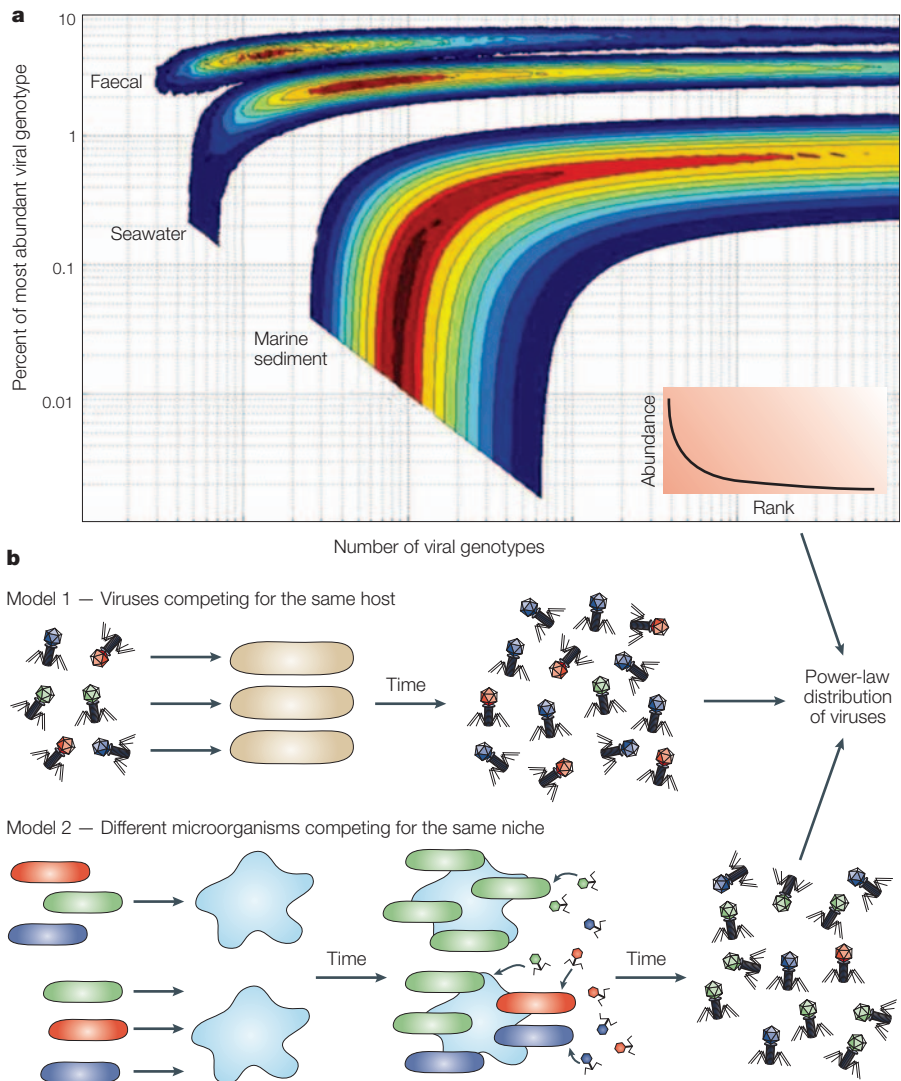 a
10
1
0.1
0.01
Percent of most abundant viral genotype
Faecal
Seawater
Marine
sediment
Abundance
Rank
Number of viral genotypes
b
Model 1 — Viruses competing for the same host
Time
Power-law
distribution
of viruses
Model 2 — Different microorganisms competing for the same niche
Time
Time